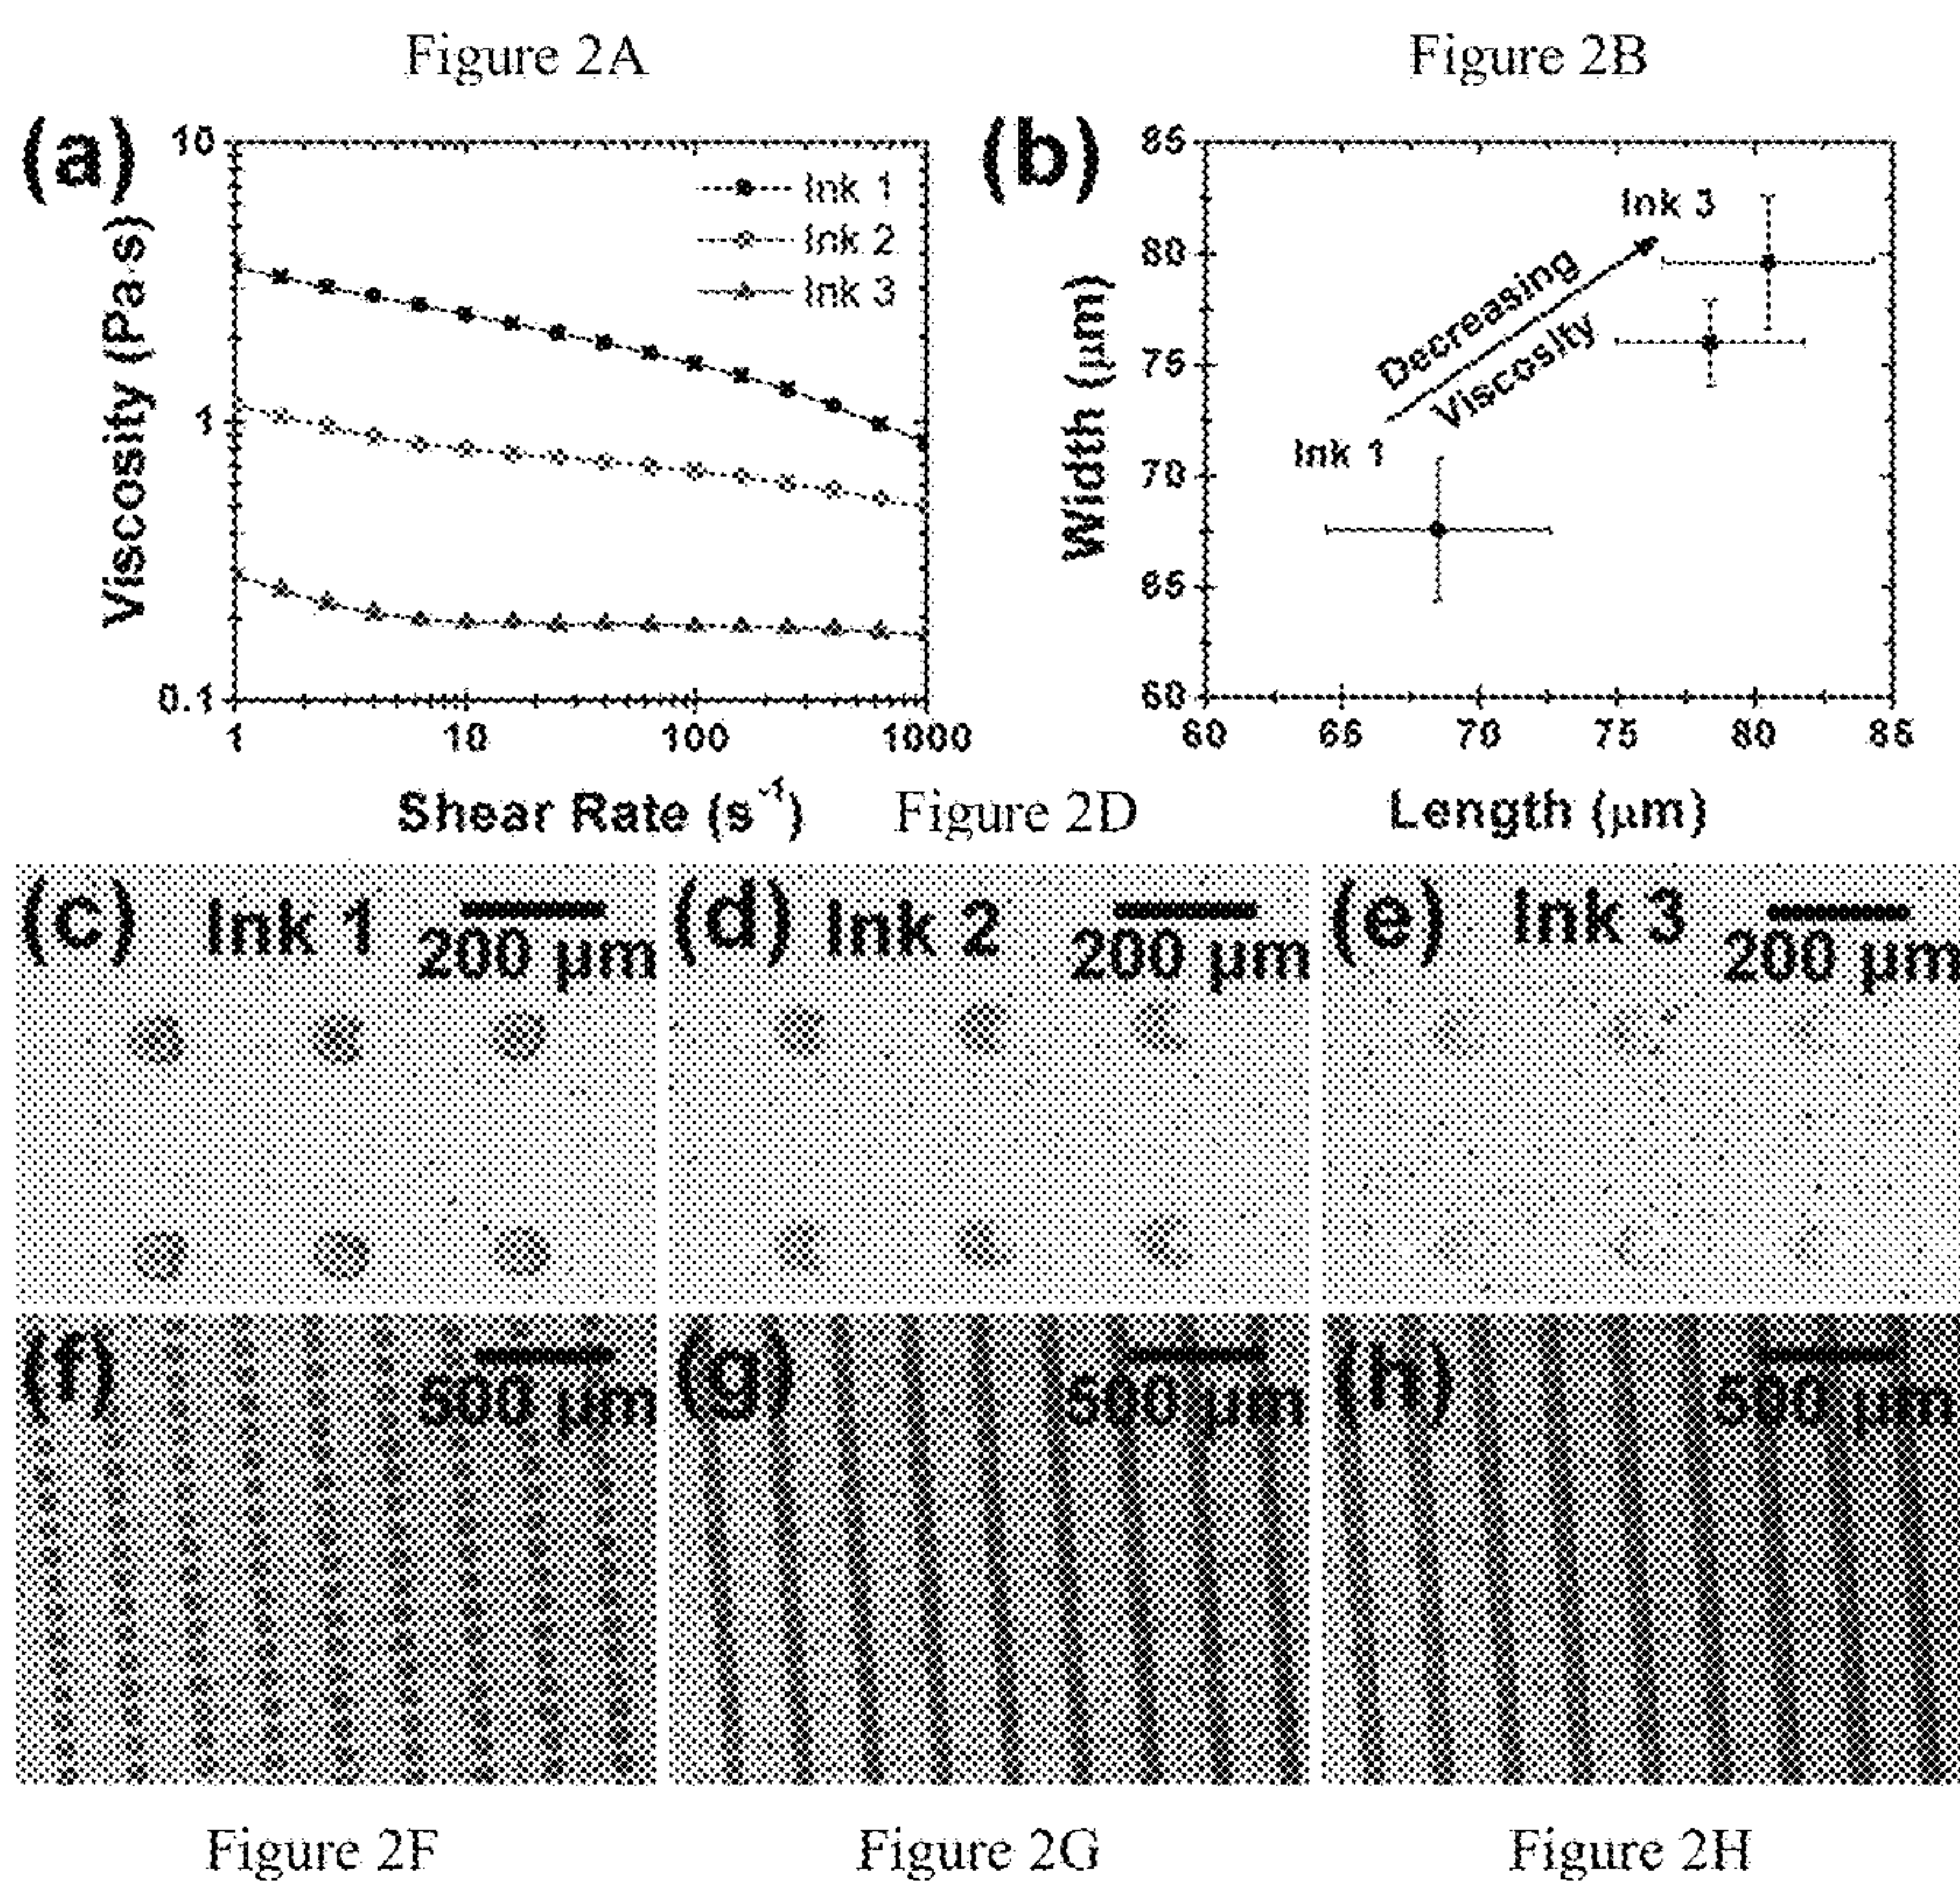 Figure 2A
Figure 2B
(a)
10
1
0.1
Viscosity (Pa·s)
Ink 1
Ink 2
Ink 3
1 10 100 1000
Shear Rate (s⁻¹)
(b)
85
80
75
70
65
60
Width (μm)
Ink 3
Decreasing
Viscosity
Ink 1
60 65 70 75 80 85
Length (μm)
Figure 2D
(c) Ink 1
200 μm
(d) Ink 2
200 μm
(e) Ink 3
200 μm
(f)
500 μm
(g)
500 μm
(h)
500 μm
Figure 2F
Figure 2G
Figure 2H